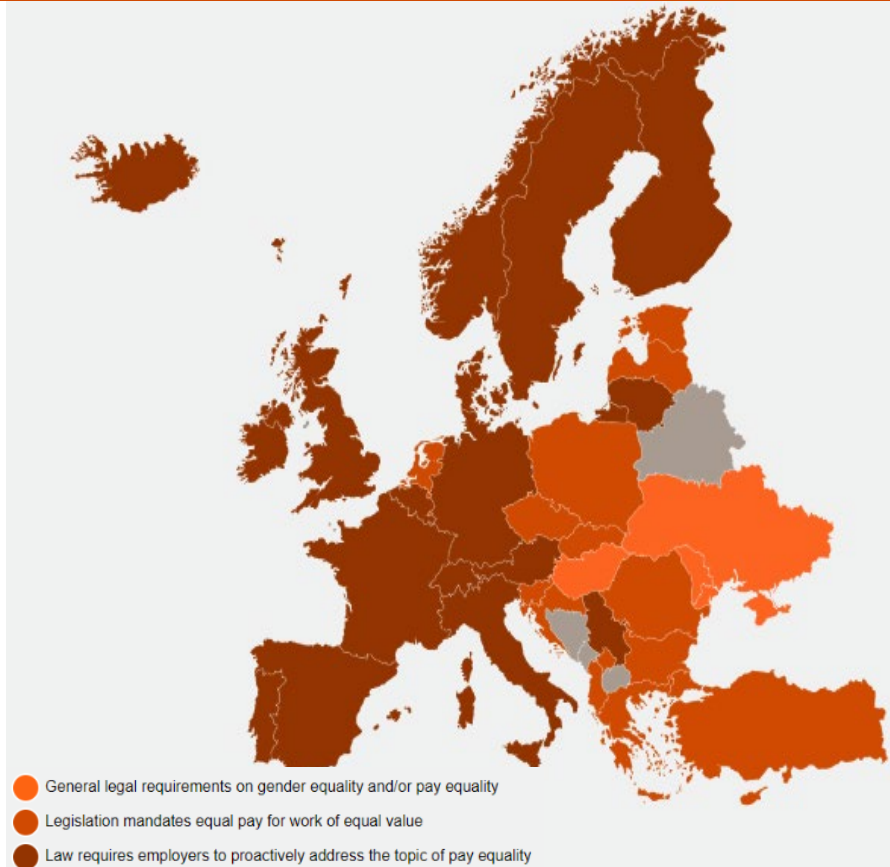 General legal requirements on gender equality and/or pay equality
Legislation mandates equal pay for work of equal value
Law requires employers to proactively address the topic of pay equality